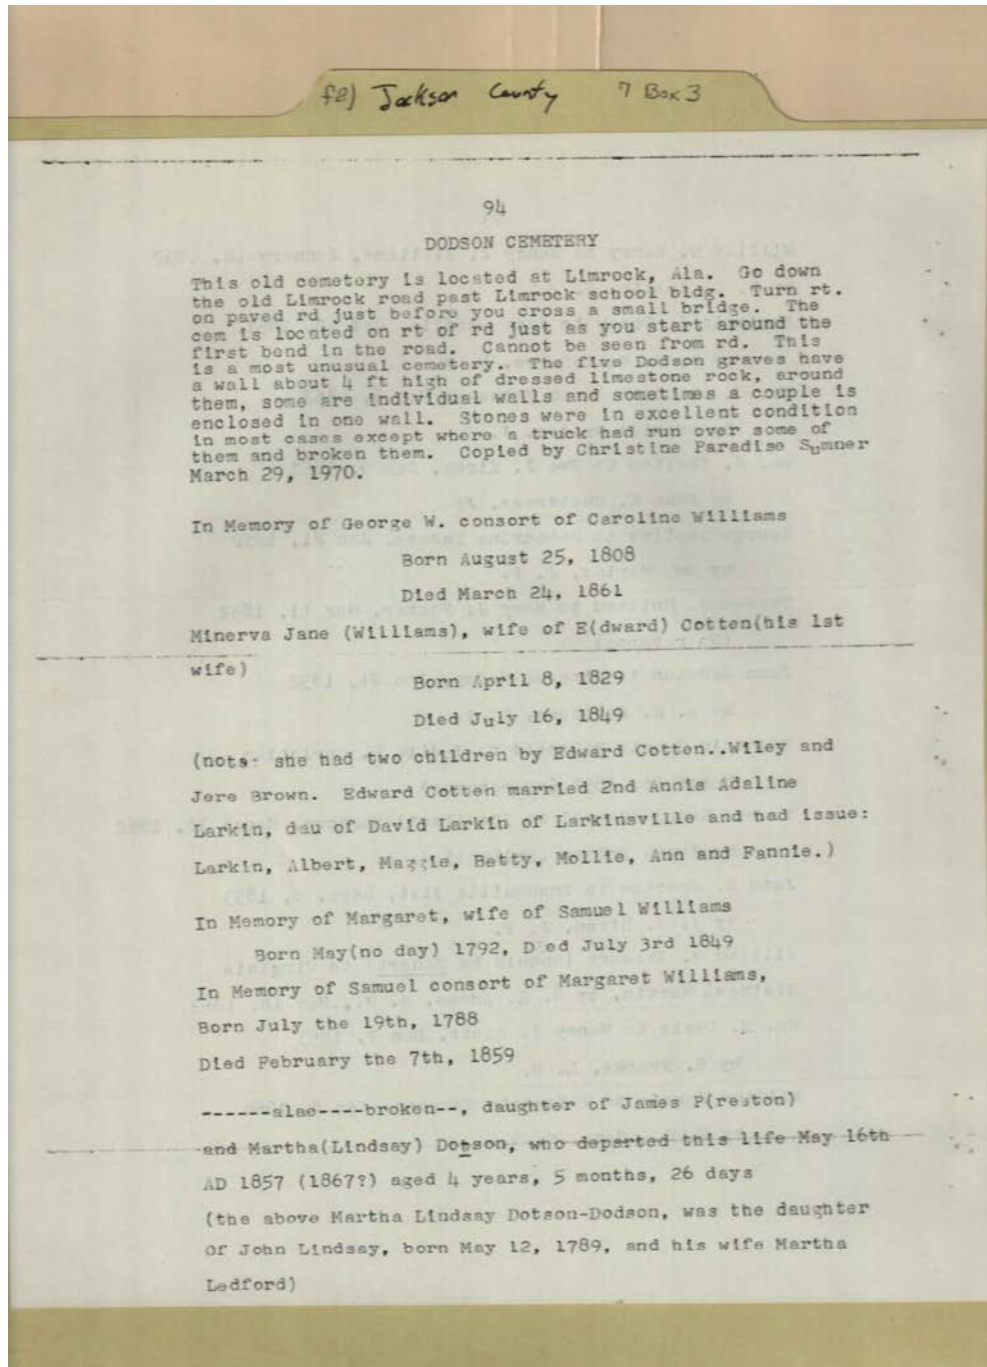 f2) Jackson County 7 Box 3
94
DODSON CEMETERY
This old cemetery is located at Limrock, Ala. Go down
the old Limrock road past Limrock school bldg. Turn rt.
on paved rd just before you cross a small bridge. The
cem is located on rt of rd just as you start around the
first bend in the road. Cannot be seen from rd. This
is a most unusual cemetery. The five Dodson graves have
a wall about 4 ft high of dressed limestone rock, around
them, some are individual walls and sometimes a couple is
enclosed in one wall. Stones were in excellent condition
in most cases except where a truck had run over some of
them and broken them. Copied by Christine Paradise Sumner
March 29, 1970.
In Memory of George W. consort of Caroline Williams
Born August 25, 1808
Died March 24, 1861
Minerva Jane (Williams), wife of E(dward) Cotten(his 1st
wife)
Born April 8, 1829
Died July 16, 1849
(note: she had two children by Edward Cotten..Wiley and
Jere Brown. Edward Cotten married 2nd Annis Adaline
Larkin, dau of David Larkin of Larkinsville and had issue:
Larkin, Albert, Maggie, Betty, Mollie, Ann and Fannie.)
In Memory of Margaret, wife of Samuel Williams
Born May(no day) 1792, D ed July 3rd 1849
In Memory of Samuel consort of Margaret Williams,
Born July the 19th, 1788
Died February the 7th, 1859
------alae----broken--, daughter of James P(reston)
and Martha(Lindsay) Dotson, who departed this life May 16th
AD 1857 (1867?) aged 4 years, 5 months, 26 days
(the above Martha Lindsay Dotson-Dodson, was the daughter
Of John Lindsay, born May 12, 1789, and his wife Martha
Ledford)